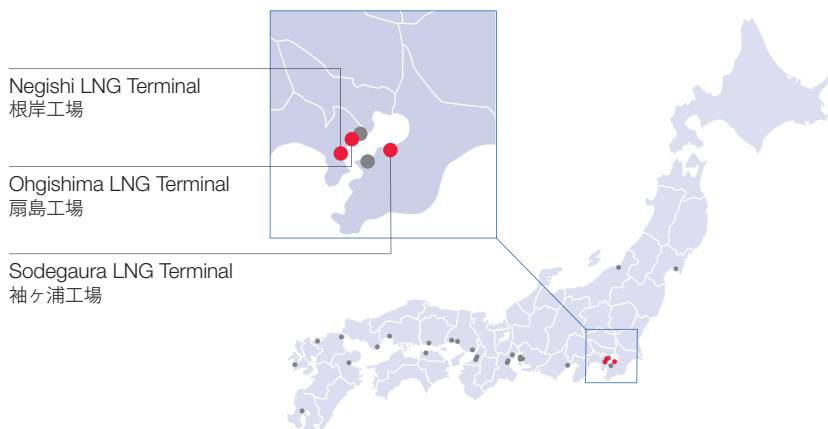 Negishi LNG Terminal
根岸工場
Ohgishima LNG Terminal
扇島工場
Sodegaura LNG Terminal
袖ヶ浦工場